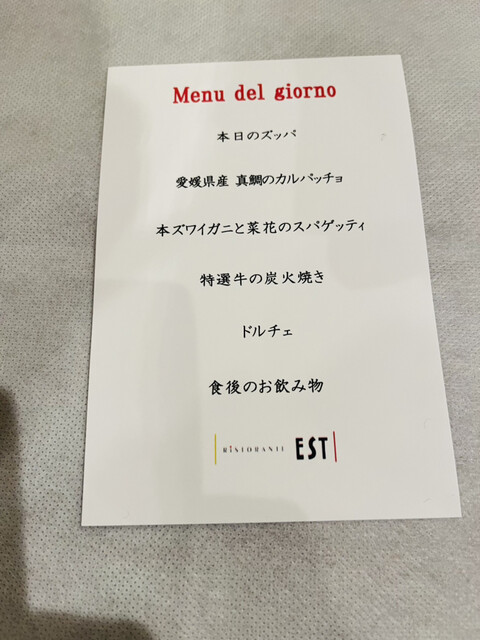 Menu del giorno
本日のズッパ
愛媛県産 真鯛のカルパッチョ
本ズワイガニと菜花のスパゲッティ
特選牛の炭火焼き
ドルチェ
食後のお飲み物
RISTORANTE EST